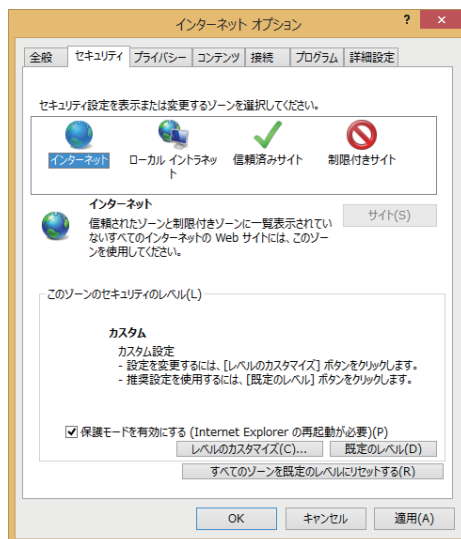 インターネット オプション
? ×
全般 セキュリティ プライバシー コンテンツ 接続 プログラム 詳細設定
セキュリティ設定を表示または変更するゾーンを選択してください。
インターネット ローカル イントラネッ 信頼済みサイト 制限付きサイト
ト
インターネット
サイト(S)
信頼されたゾーンと制限付きゾーンに一覧表示されてい
ないすべてのインターネットの Web サイトには、このゾー
ンを使用してください。
このゾーンのセキュリティのレベル(L)
カスタム
カスタム設定
- 設定を変更するには、[レベルのカスタマイズ] ボタンをクリックします。
- 推奨設定を使用するには、[既定のレベル] ボタンをクリックします。
保護モードを有効にする (Internet Explorer の再起動が必要)(P)
レベルのカスタマイズ(C)... 既定のレベル(D)
すべてのゾーンを既定のレベルにリセットする(R)
OK キャンセル 適用(A)